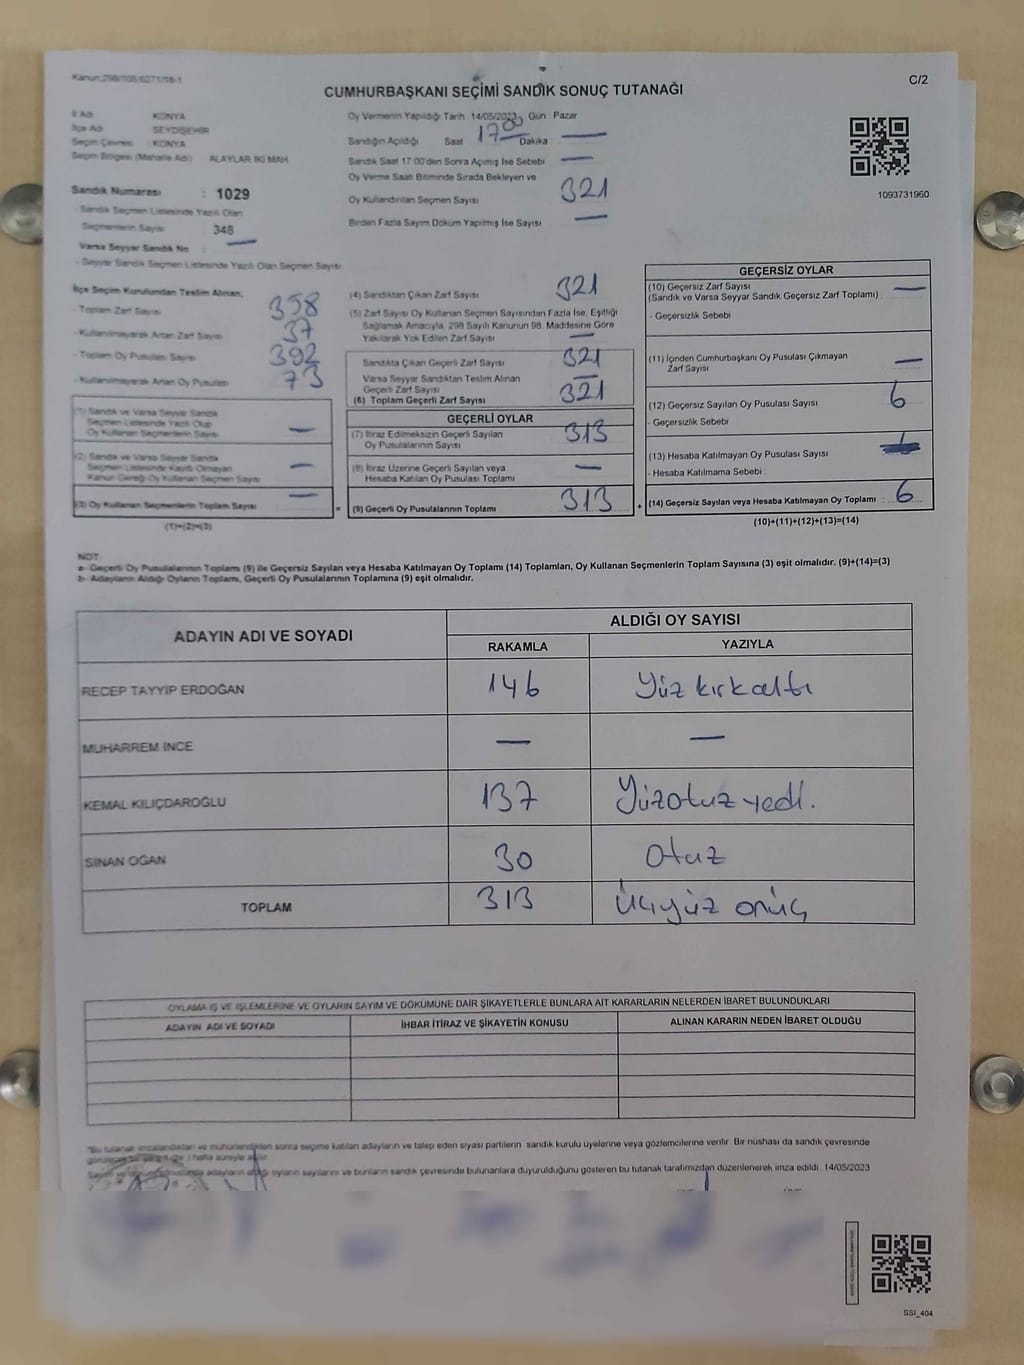 Kanun:298/105,6271/18-1
C/2
CUMHURBAŞKANI SEÇİMİ SANDIK SONUÇ TUTANAĞI
İl Adı KONYA
İlçe Adı SEYDİŞEHİR
Seçim Çevresi : KONYA
Seçim Bölgesi (Mahalle Adı) ALAYLAR İKİ MAH.
Sandık Numarası : 1029
- Sandık Seçmen Listesinde Yazılı Olan
Seçmenlerin Sayısı 348
Varsa Seyyar Sandık No : —
- Seyyar Sandık Seçmen Listesinde Yazılı Olan Seçmen Sayısı
Oy Vermenin Yapıldığı Tarih 14/05/2023 Gün : Pazar
Sandığın Açıldığı Saat 17 00 Dakika —
Sandık Saat 17:00'den Sonra Açımış İse Sebebi —
Oy Verme Saati Bitiminde Sırada Bekleyen ve
Oy Kullandırılan Seçmen Sayısı 321
Birden Fazla Sayım Döküm Yapılmış İse Sayısı —
1093731960
İlçe Seçim Kurulundan Teslim Alınan;
- Toplam Zarf Sayısı 358
- Kullanılmayarak Artan Zarf Sayısı 37
- Toplam Oy Pusulası Sayısı 392
- Kullanılmayarak Artan Oy Pusulası 73
(1) Sandık ve Varsa Seyyar Sandık
Seçmen Listesinde Yazılı Olup
Oy Kullanan Seçmenlerin Sayısı —
(2) Sandık ve Varsa Seyyar Sandık
Seçmen Listesinde Kayıtlı Olmayan
Kanun Gereği Oy Kullanan Seçmen Sayısı —
(3) Oy Kullanan Seçmenlerin Toplam Sayısı —
(1)+(2)=(3)
(4) Sandıktan Çıkan Zarf Sayısı 321
(5) Zarf Sayısı Oy Kullanan Seçmen Sayısından Fazla İse, Eşitliği
Sağlamak Amacıyla, 298 Sayılı Kanunun 98. Maddesine Göre
Yakılarak Yok Edilen Zarf Sayısı —
Sandıkta Çıkan Geçerli Zarf Sayısı 321
Varsa Seyyar Sandıktan Teslim Alınan
Geçerli Zarf Sayısı —
(6) Toplam Geçerli Zarf Sayısı 321
GEÇERLİ OYLAR
(7) İtiraz Edilmeksizin Geçerli Sayılan
Oy Pusulalarının Sayısı 313
(8) İtiraz Üzerine Geçerli Sayılan veya
Hesaba Katılan Oy Pusulası Toplamı —
= (9) Geçerli Oy Pusulalarının Toplamı 313
GEÇERSİZ OYLAR
(10) Geçersiz Zarf Sayısı —
(Sandık ve Varsa Seyyar Sandık Geçersiz Zarf Toplamı)
- Geçersizlik Sebebi
(11) İçinden Cumhurbaşkanı Oy Pusulası Çıkmayan —
Zarf Sayısı
(12) Geçersiz Sayılan Oy Pusulası Sayısı 6
- Geçersizlik Sebebi
(13) Hesaba Katılmayan Oy Pusulası Sayısı
- Hesaba Katılmama Sebebi :
+ (14) Geçersiz Sayılan veya Hesaba Katılmayan Oy Toplamı : 6
(10)+(11)+(12)+(13)=(14)
NOT:
a- Geçerli Oy Pusulalarının Toplamı (9) ile Geçersiz Sayılan veya Hesaba Katılmayan Oy Toplamı (14) Toplamları, Oy Kullanan Seçmenlerin Toplam Sayısına (3) eşit olmalıdır. (9)+(14)=(3)
b- Adayların Aldığı Oyların Toplamı, Geçerli Oy Pusulalarının Toplamına (9) eşit olmalıdır.
ADAYIN ADI VE SOYADI ALDIĞI OY SAYISI
RAKAMLA YAZIYLA
RECEP TAYYİP ERDOĞAN 146 Yüz kırk altı
MUHARREM İNCE — —
KEMAL KILIÇDAROĞLU 137 Yüzotuz yedi.
SİNAN OĞAN 30 Otuz
TOPLAM 313 Üçyüz onüç
OYLAMA İŞ VE İŞLEMLERİNE VE OYLARIN SAYIM VE DÖKÜMÜNE DAİR ŞİKAYETLERLE BUNLARA AİT KARARLARIN NELERDEN İBARET BULUNDUKLARI
ADAYIN ADI VE SOYADI İHBAR İTİRAZ VE ŞİKAYETİN KONUSU ALINAN KARARIN NEDEN İBARET OLDUĞU
*Bu tutanak imzalandıktan ve mühürlendikten sonra seçime katılan adayların ve talep eden siyasi partilerin sandık kurulu üyelerine veya gözlemcilerine verilir. Bir nüshası da sandık çevresinde
adayların aldığı oyların sayılarını ve bunların sandık çevresinde bulunanlara duyurulduğunu gösteren bu tutanak tarafımızdan düzenlenerek imza edildi. 14/05/2023
SSİ_404